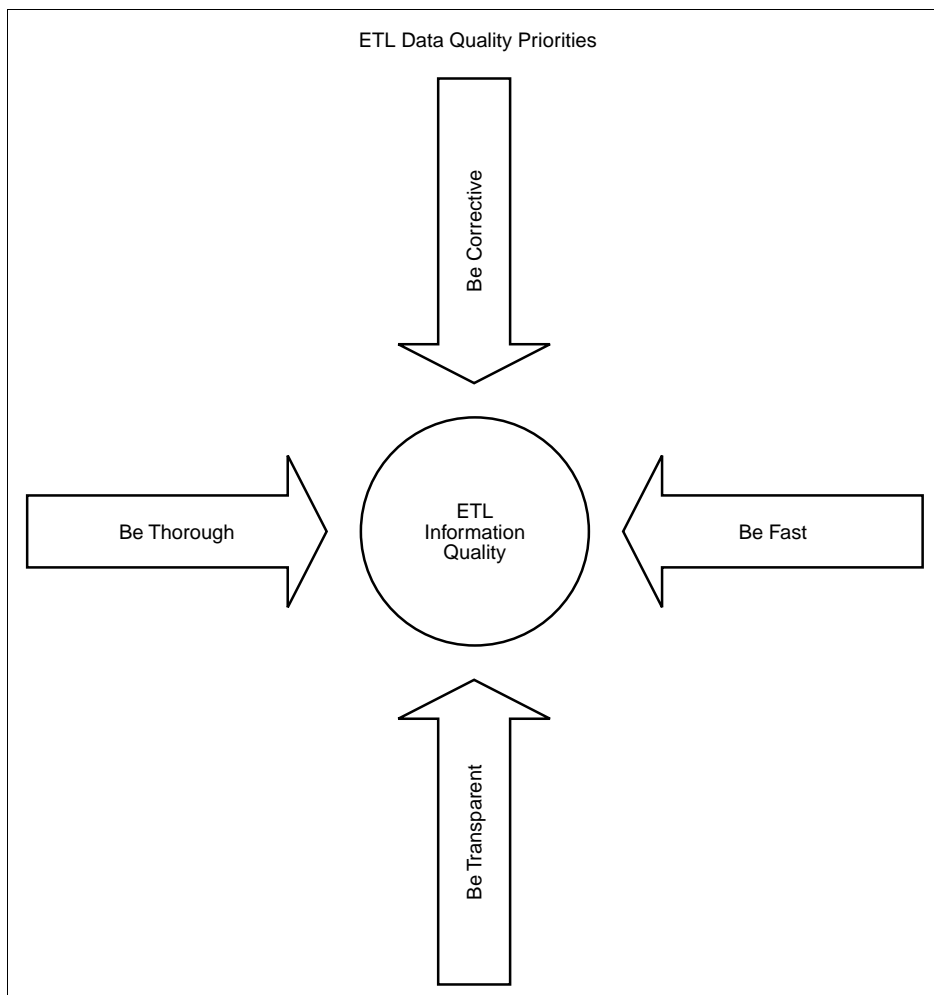 ETL Data Quality Priorities
Be Corrective
Be Thorough
ETL
Information
Quality
Be Fast
Be Transparent